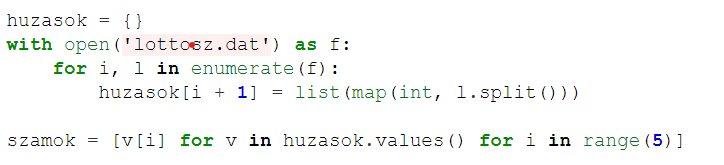 huzasok = {}
with open('lottosz.dat') as f:
    for i, l in enumerate(f):
        huzasok[i + 1] = list(map(int, l.split()))

szamok = [v[i] for v in huzasok.values() for i in range(5)]